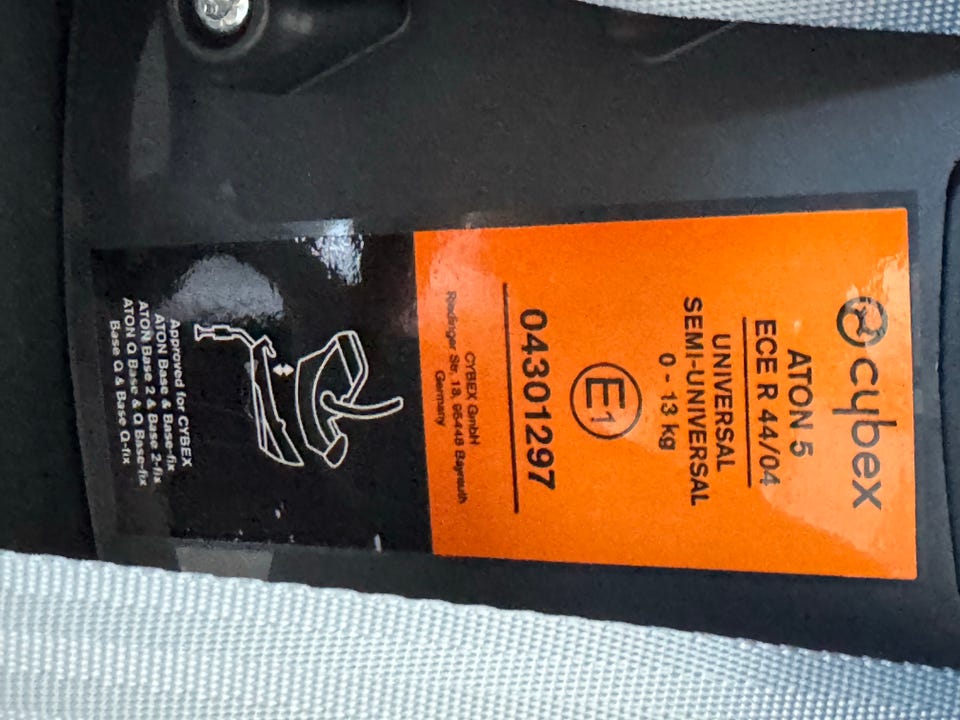 cybex
ATON 5
ECE R 44/04
UNIVERSAL
SEMI-UNIVERSAL
0 - 13 kg
E1
04301297
CYBEX GmbH
Riedinger Str. 18, 95448 Bayreuth
Germany
Approved for CYBEX
ATON Base & Base-fix
ATON Base 2 & Base 2-fix
ATON Q Base & Q Base-fix
Base Q & Base Q-fix